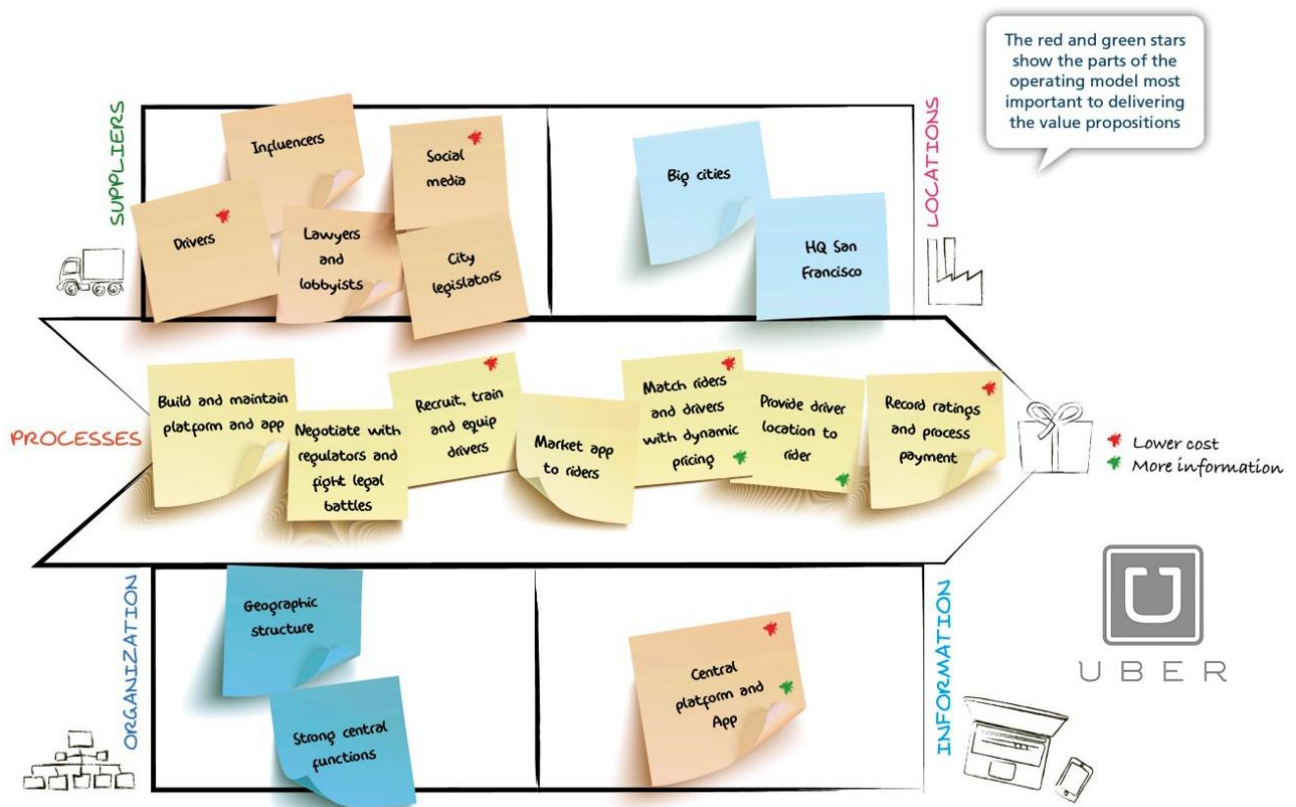 The red and green stars
show the parts of the
operating model most
important to delivering
the value propositions
SUPPLIERS
Influencers
Social
media
Drivers
Lawyers
and
lobbyists
City
legislators
Big cities
HQ San
Francisco
LOCATIONS
PROCESSES
Build and maintain
platform and app
Negotiate with
regulators and
fight legal
battles
Recruit, train
and equip
drivers
Market app
to riders
Match riders
and drivers
with dynamic
pricing
Provide driver
location to
rider
Record ratings
and process
payment
Lower cost
More information
ORGANIZATION
Geographic
structure
Strong central
functions
Central
platform and
App
INFORMATION
U
UBER